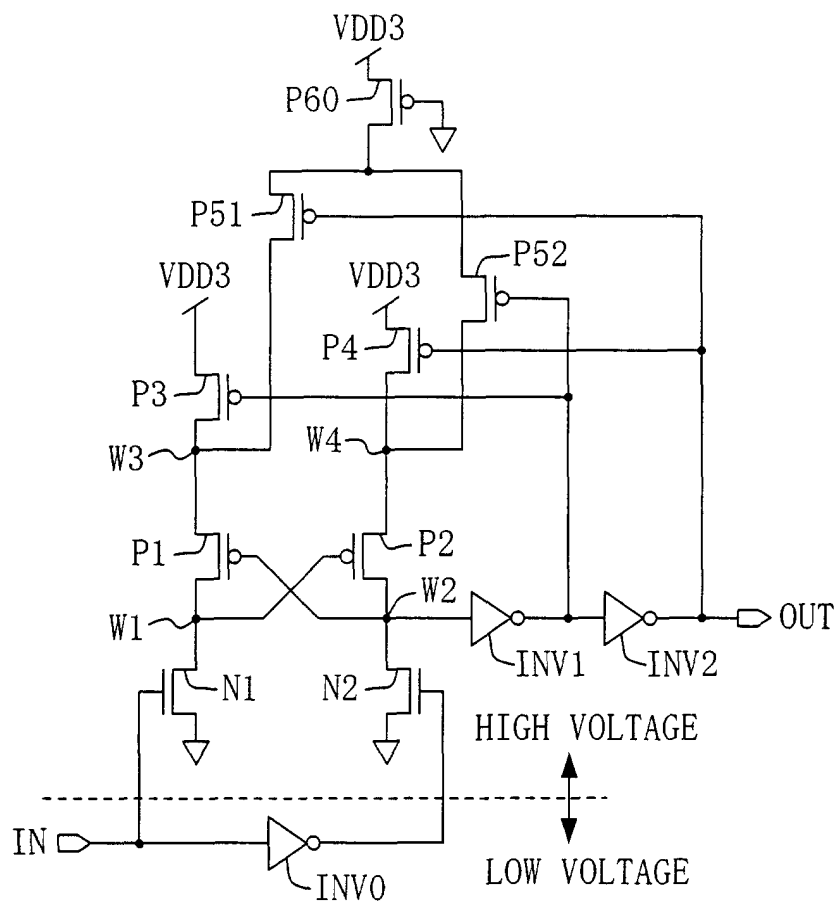 VDD3
P60
P51
P52
VDD3
VDD3
P4
P3
W3
W4
P1
P2
W1
W2
OUT
INV1
INV2
N1
N2
HIGH VOLTAGE
IN
LOW VOLTAGE
INV0